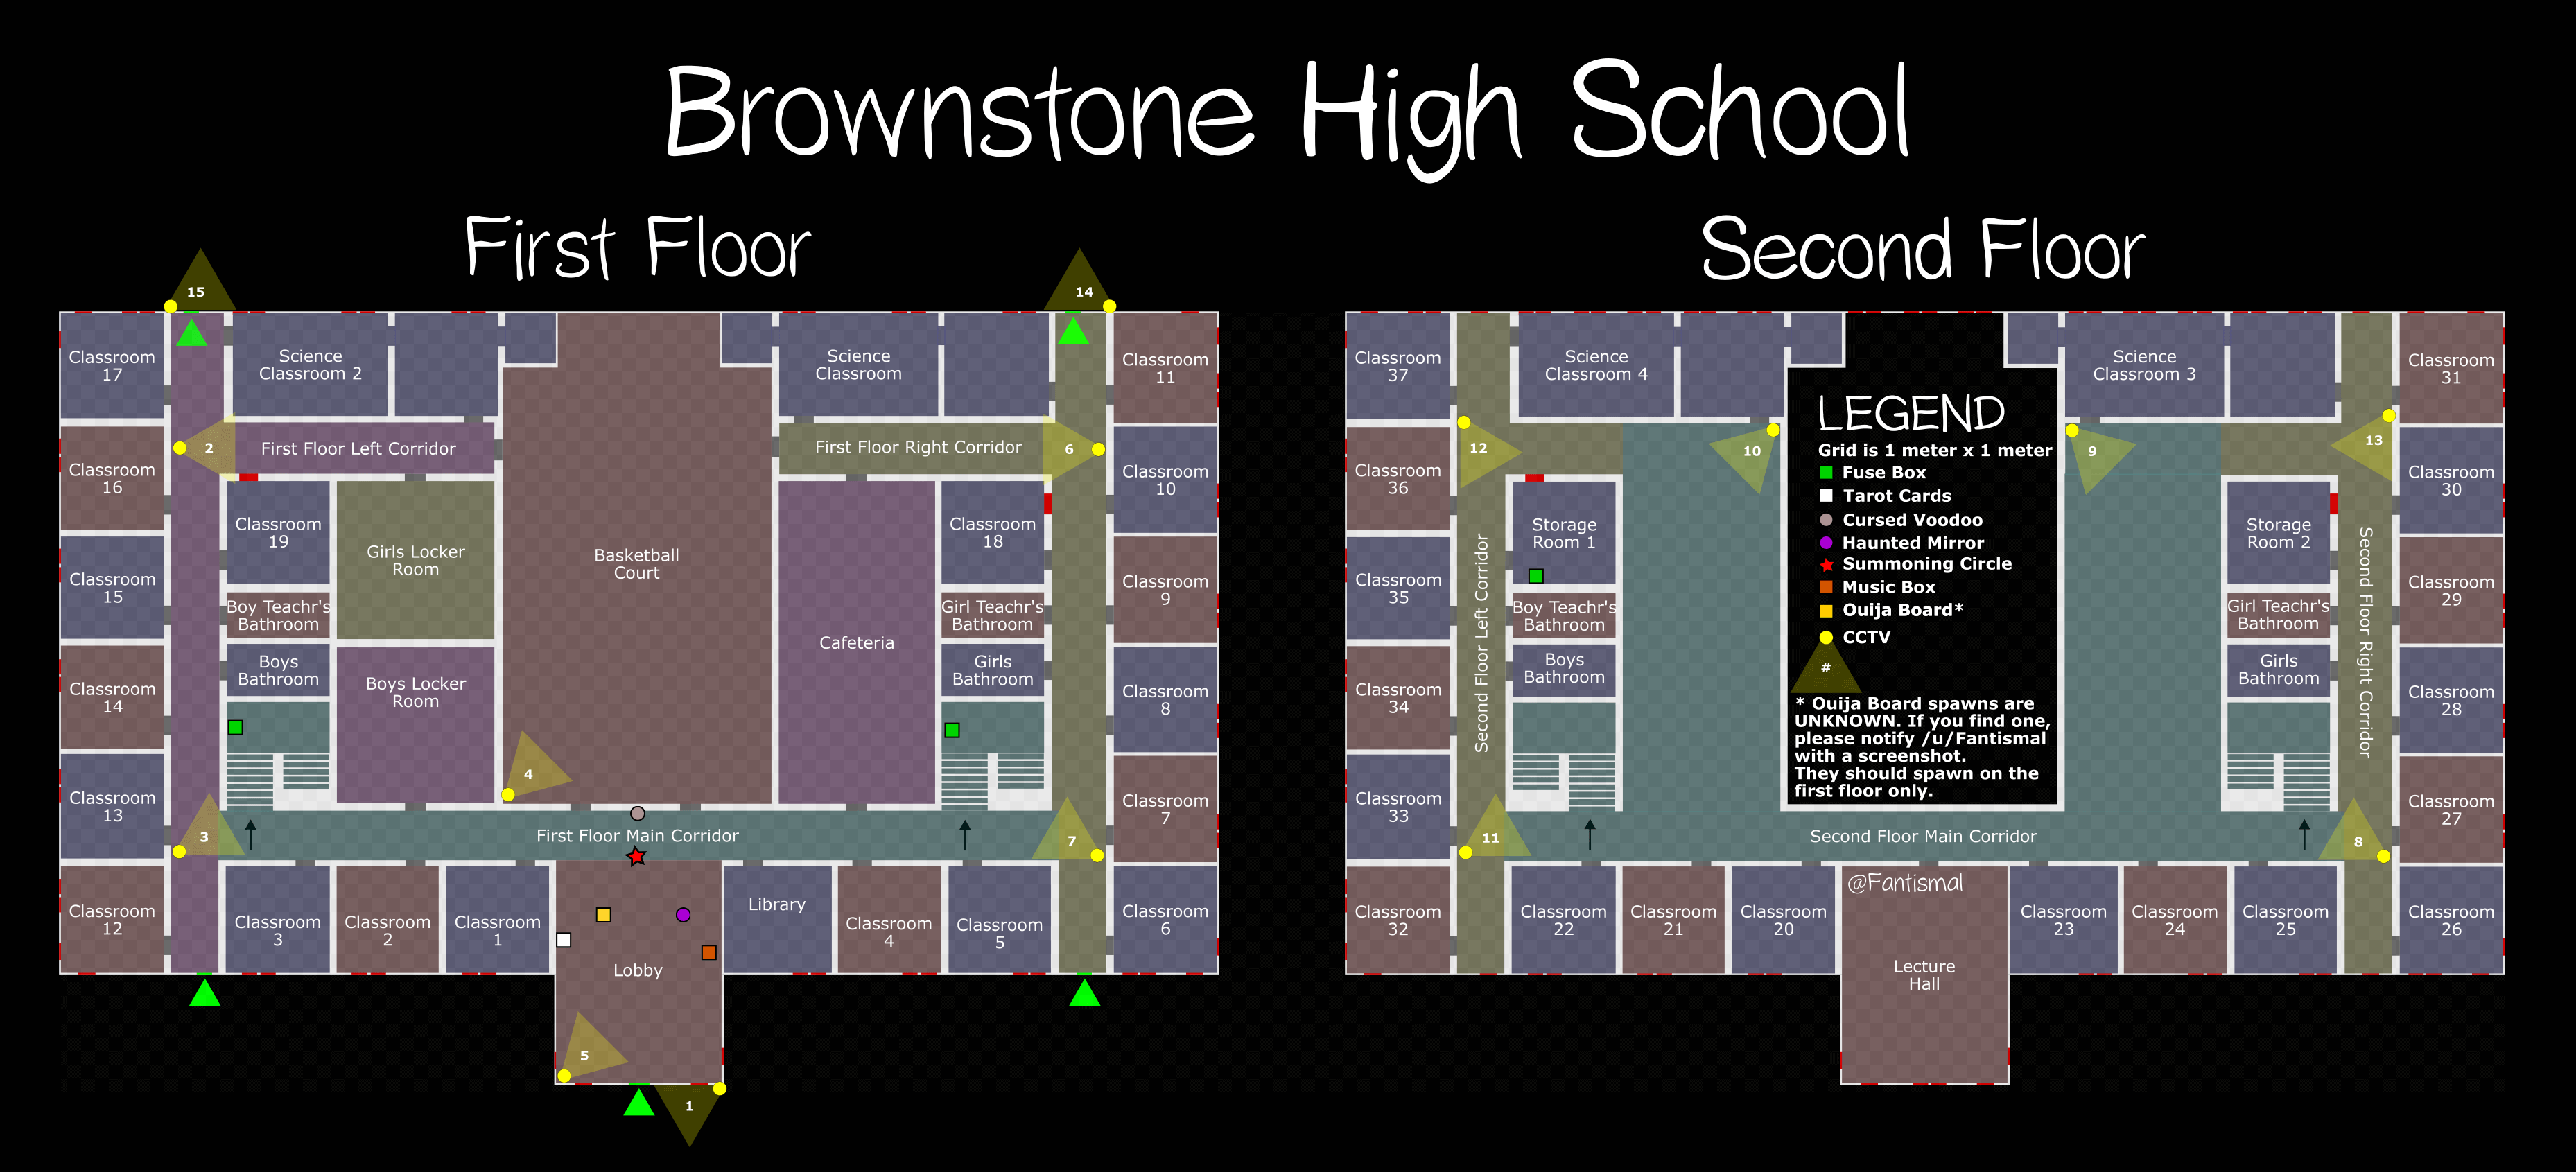 Brownstone High School
First Floor
Second Floor
15
14
Classroom
17
Science
Classroom 2
Science
Classroom
Classroom
11
2
First Floor Left Corridor
First Floor Right Corridor
6
Classroom
16
Classroom
10
Classroom
19
Girls Locker
Room
Basketball
Court
Classroom
18
Classroom
15
Boy Teachr's
Bathroom
Girl Teachr's
Bathroom
Classroom
9
Cafeteria
Boys
Bathroom
Boys Locker
Room
Girls
Bathroom
Classroom
14
Classroom
8
4
Classroom
13
Classroom
7
3
First Floor Main Corridor
7
Classroom
12
Classroom
3
Classroom
2
Classroom
1
Lobby
Library
Classroom
4
Classroom
5
Classroom
6
5
1
Classroom
37
Science
Classroom 4
Science
Classroom 3
Classroom
31
12
10
9
13
Classroom
36
Classroom
30
Storage
Room 1
Storage
Room 2
Second Floor Left Corridor
Second Floor Right Corridor
Classroom
35
Boy Teachr's
Bathroom
Girl Teachr's
Bathroom
Classroom
29
Boys
Bathroom
Girls
Bathroom
Classroom
34
Classroom
28
Classroom
33
Classroom
27
11
Second Floor Main Corridor
8
Classroom
32
Classroom
22
Classroom
21
Classroom
20
@Fantismal
Lecture
Hall
Classroom
23
Classroom
24
Classroom
25
Classroom
26
LEGEND
Grid is 1 meter x 1 meter
Fuse Box
Tarot Cards
Cursed Voodoo
Haunted Mirror
Summoning Circle
Music Box
Ouija Board*
CCTV
#
* Ouija Board spawns are
UNKNOWN. If you find one,
please notify /u/Fantismal
with a screenshot.
They should spawn on the
first floor only.